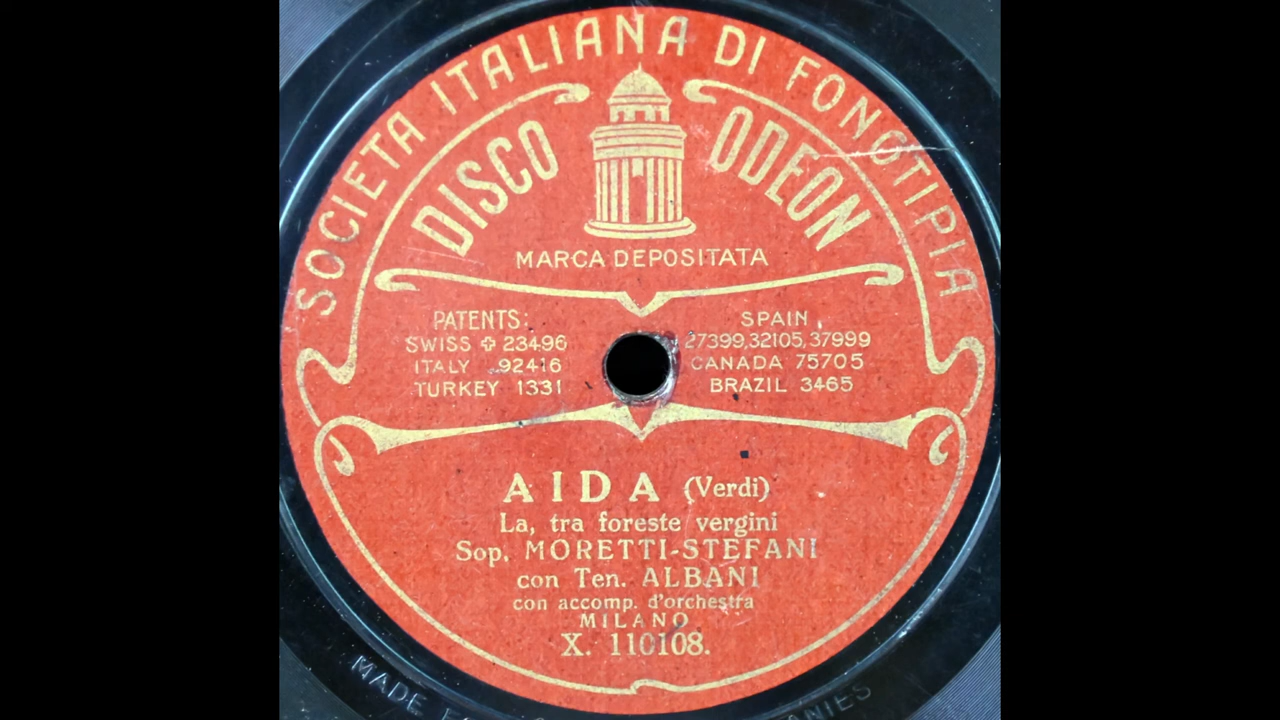 SOCIETA ITALIANA DI FONOTIPIA
DISCO ODEON
MARCA DEPOSITATA
PATENTS:
SWISS ✚ 23496
ITALY 92416
TURKEY 1331
SPAIN
27399,32105,37999
CANADA 75705
BRAZIL 3465
AIDA (Verdi)
La, tra foreste vergini
Sop. MORETTI-STEFANI
con Ten. ALBANI
con accomp. d'orchestra
MILANO
X. 110108.
MADE